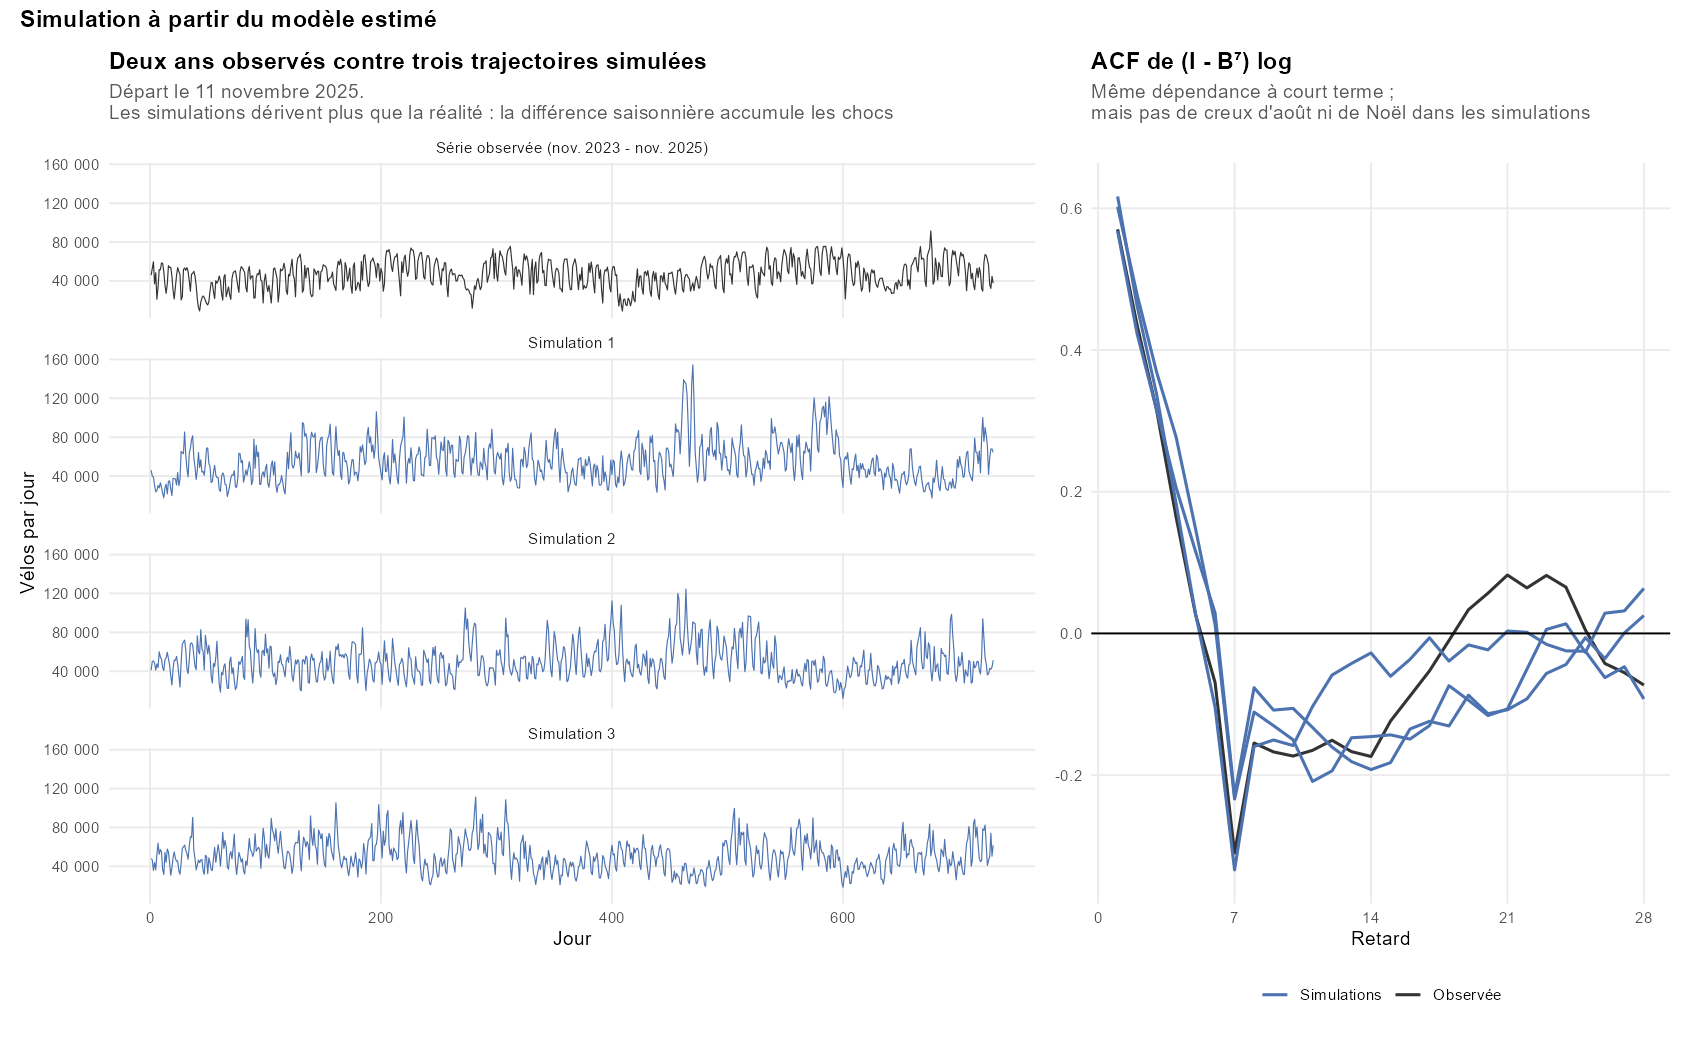 Simulation à partir du modèle estimé
Deux ans observés contre trois trajectoires simulées
Départ le 11 novembre 2025.
Les simulations dérivent plus que la réalité : la différence saisonnière accumule les chocs
Série observée (nov. 2023 - nov. 2025)
160 000
120 000
80 000
40 000
Simulation 1
160 000
120 000
80 000
40 000
Simulation 2
160 000
120 000
80 000
40 000
Simulation 3
160 000
120 000
80 000
40 000
0 200 400 600
Jour
Vélos par jour
ACF de (I - B⁷) log
Même dépendance à court terme ;
mais pas de creux d'août ni de Noël dans les simulations
0.6
0.4
0.2
0.0
-0.2
0 7 14 21 28
Retard
Simulations Observée